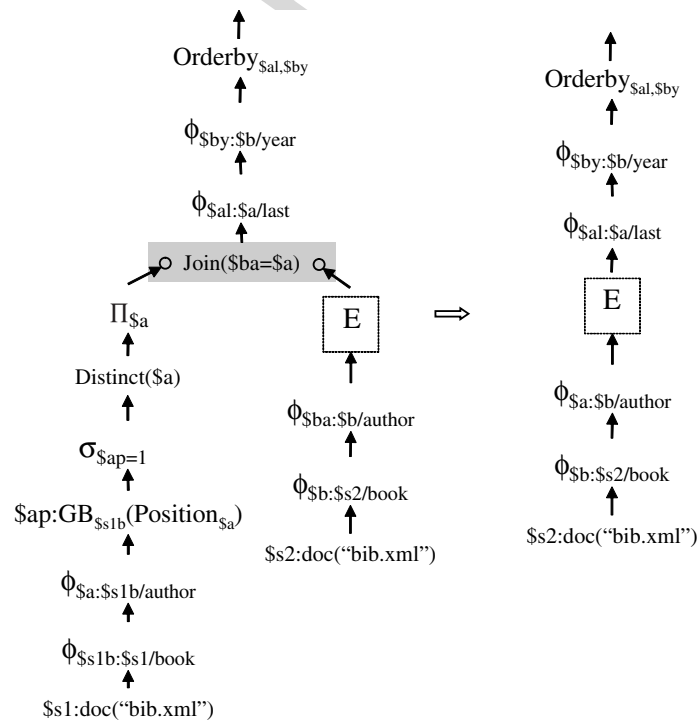 Orderby$al,$by
ϕ$by:$b/year
ϕ$al:$a/last
Join($ba=$a)
Π$a
Distinct($a)
σ$ap=1
$ap:GB$s1b(Position$a)
ϕ$a:$s1b/author
ϕ$s1b:$s1/book
$s1:doc(“bib.xml”)
E
ϕ$ba:$b/author
ϕ$b:$s2/book
$s2:doc(“bib.xml”)
⇒
Orderby$al,$by
ϕ$by:$b/year
ϕ$al:$a/last
E
ϕ$a:$b/author
ϕ$b:$s2/book
$s2:doc(“bib.xml”)